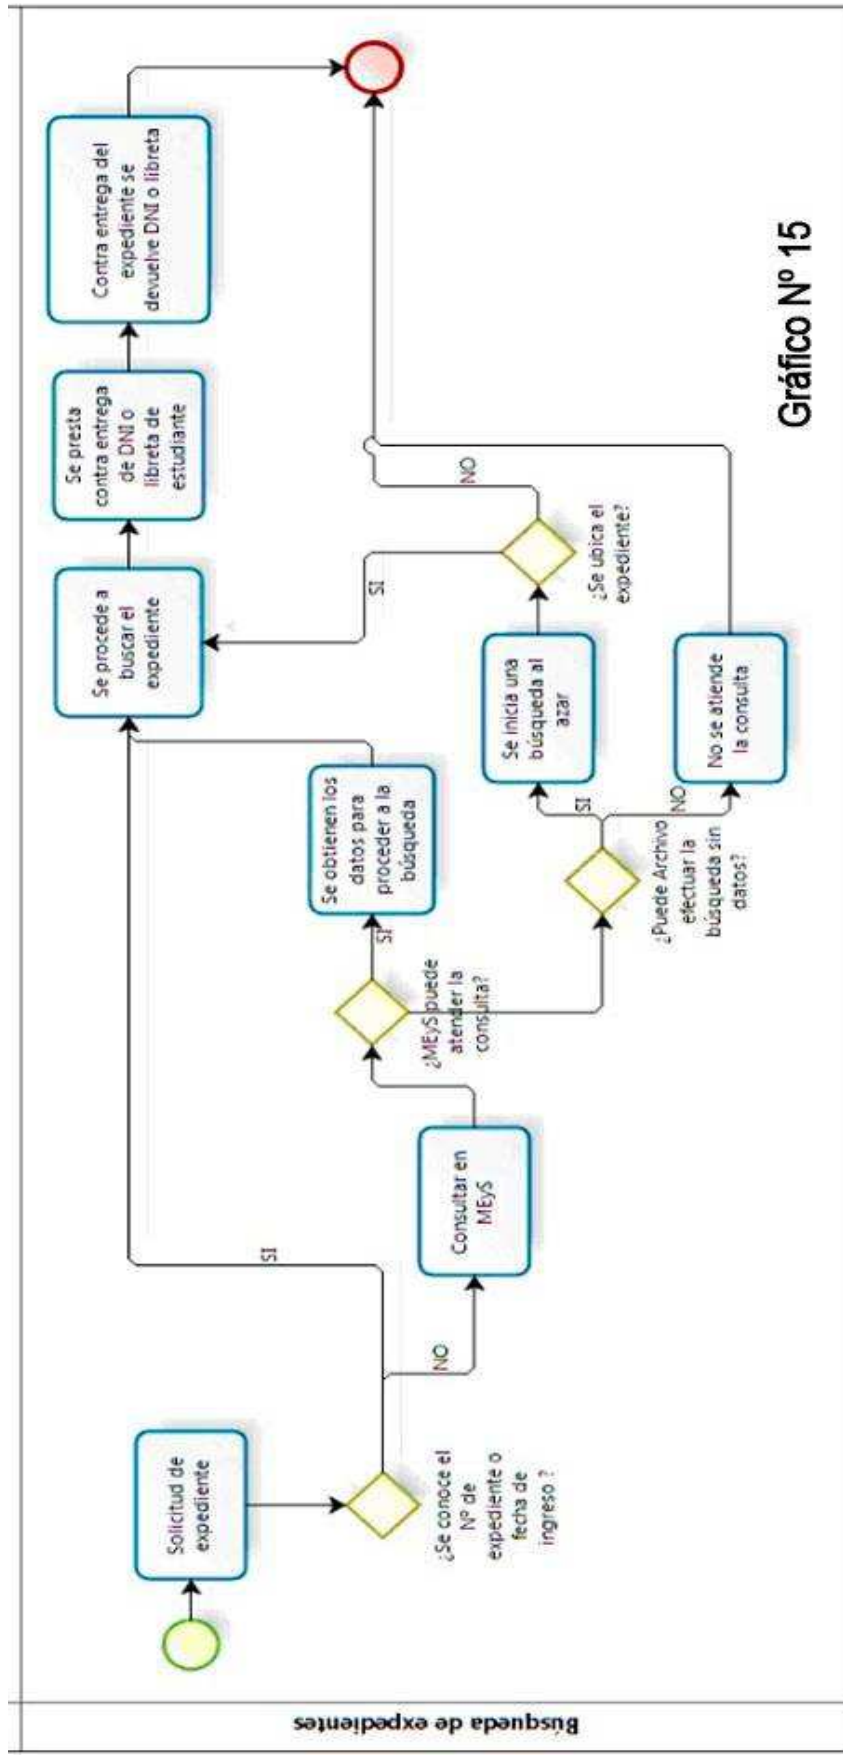 Búsqueda de expedientes
Solicitud de
expediente
¿Se conoce el
Nº de
expediente o
fecha de
ingreso ?
SI
NO
Consultar en
MEyS
¿MEyS puede
atender la
consulta?
SI
Se obtienen los
datos para
proceder a la
búsqueda
¿Puede Archivo
efectuar la
búsqueda sin
datos?
SI
NO
Se inicia una
búsqueda al
azar
No se atiende
la consulta
¿Se ubica el
expediente?
SI
NO
Se procede a
buscar el
expediente
Se presta
contra entrega
de DNI o
libreta de
estudiante
Contra entrega del
expediente se
devuelve DNI o libreta
Gráfico Nº 15